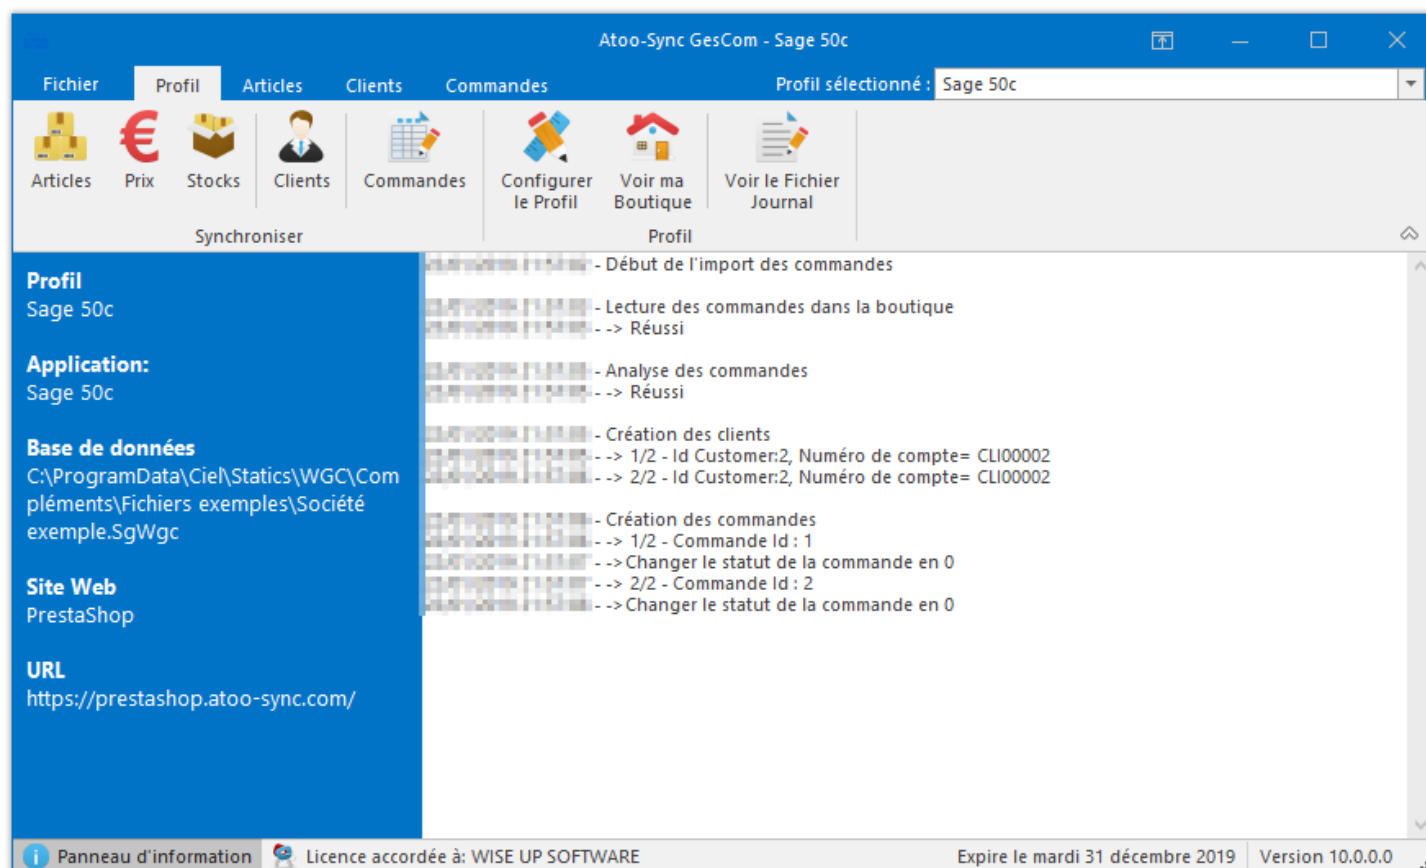 Atoo-Sync GesCom - Sage 50c
Fichier Profil Articles Clients Commandes Profil sélectionné : Sage 50c
Articles Prix Stocks Clients Commandes Configurer le Profil Voir ma Boutique Voir le Fichier Journal
Synchroniser Profil
Profil
Sage 50c
Application:
Sage 50c
Base de données
C:\ProgramData\Ciel\Statics\WGC\Com
pléments\Fichiers exemples\Société
exemple.SgWgc
Site Web
PrestaShop
URL
https://prestashop.atoo-sync.com/
- Début de l'import des commandes
- Lecture des commandes dans la boutique
- --> Réussi
- Analyse des commandes
- --> Réussi
- Création des clients
- --> 1/2 - Id Customer:2, Numéro de compte= CLI00002
- --> 2/2 - Id Customer:2, Numéro de compte= CLI00002
- Création des commandes
- --> 1/2 - Commande Id : 1
- -->Changer le statut de la commande en 0
- --> 2/2 - Commande Id : 2
- -->Changer le statut de la commande en 0
Panneau d'information Licence accordée à: WISE UP SOFTWARE Expire le mardi 31 décembre 2019 Version 10.0.0.0